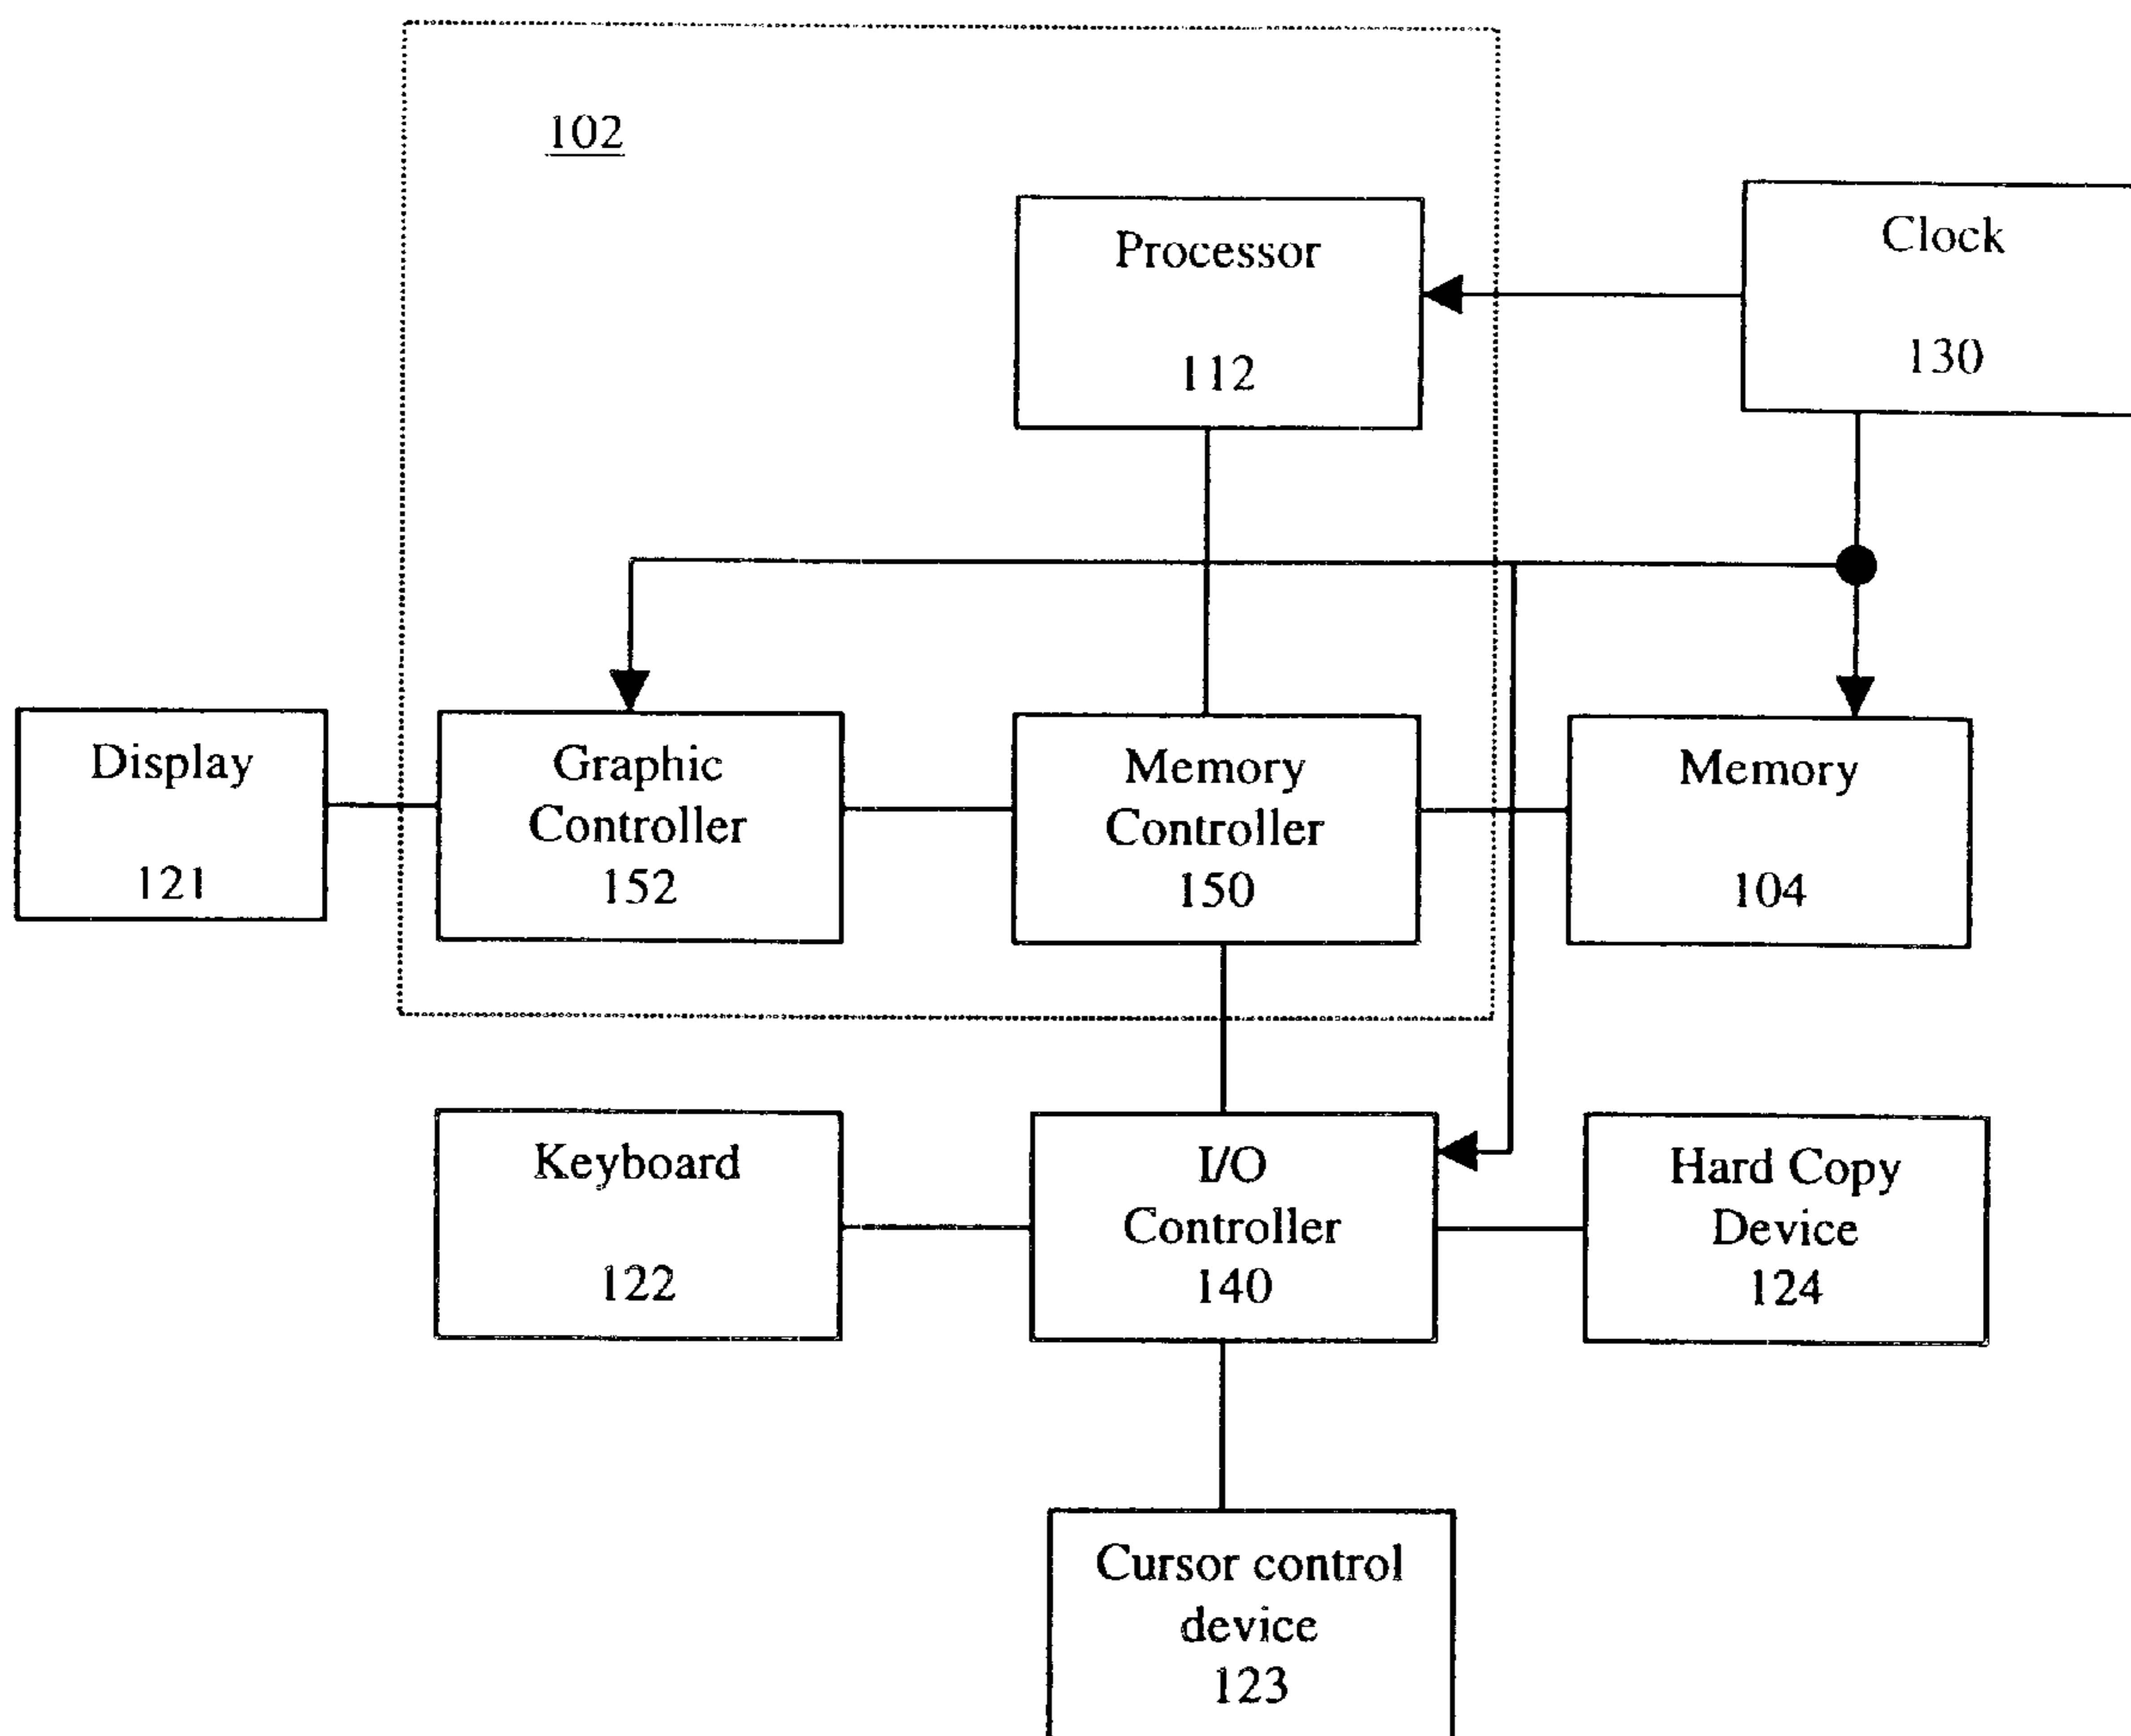 102
Processor
112
Clock
130
Display
121
Graphic
Controller
152
Memory
Controller
150
Memory
104
Keyboard
122
I/O
Controller
140
Hard Copy
Device
124
Cursor control
device
123